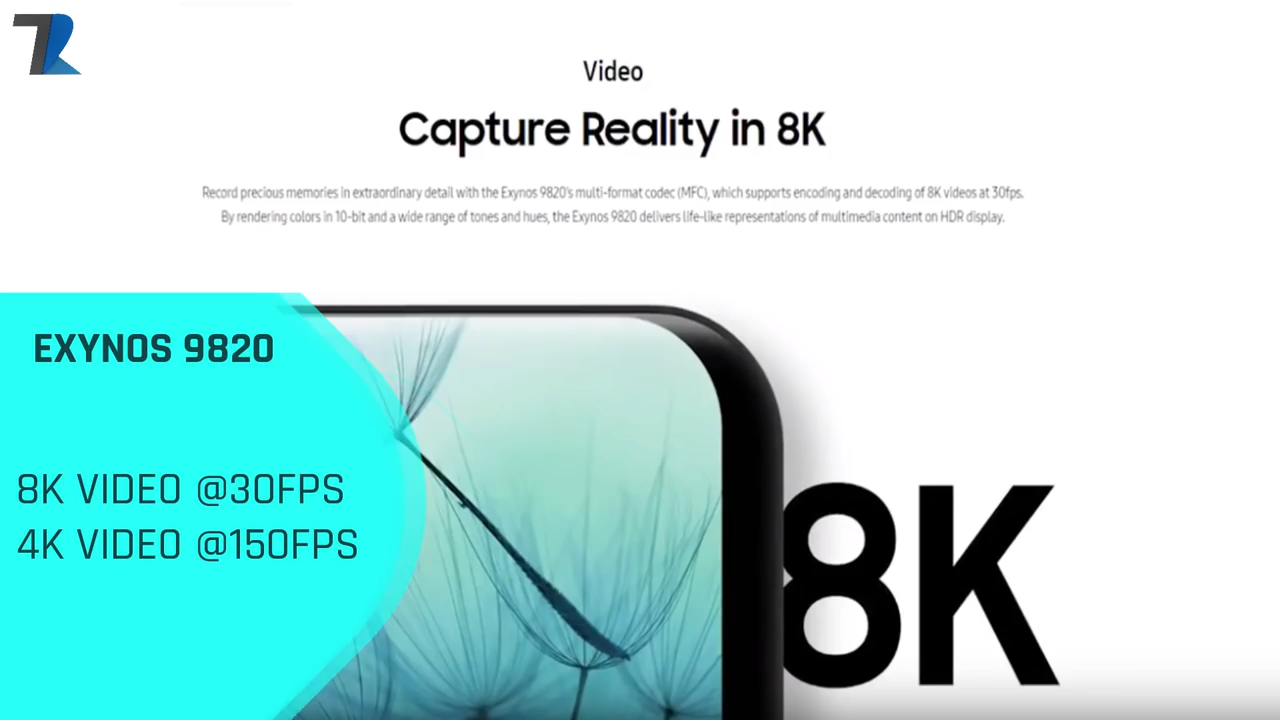 Video
Capture Reality in 8K
Record precious memories in extraordinary detail with the Exynos 9820's multi-format codec (MFC), which supports encoding and decoding of 8K videos at 30fps.
By rendering colors in 10-bit and a wide range of tones and hues, the Exynos 9820 delivers life-like representations of multimedia content on HDR display.
EXYNOS 9820
8K VIDEO @30FPS
4K VIDEO @150FPS
8K